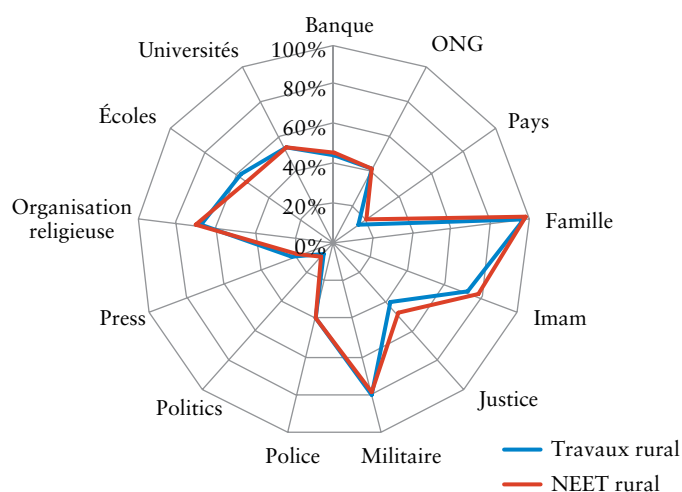 Banque
100%
ONG
Universités
80%
Écoles
Pays
60%
40%
Organisation
religieuse
20%
Famille
0%
Press
Imam
Politics
Justice
Police
Militaire
Travaux rural
NEET rural